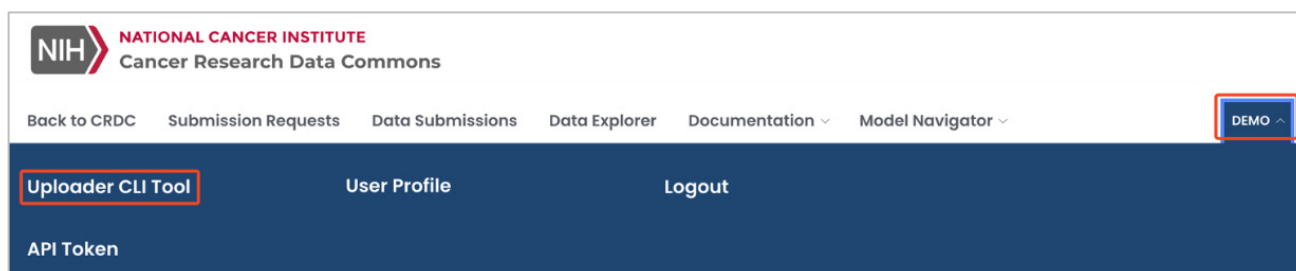 NIH NATIONAL CANCER INSTITUTE
Cancer Research Data Commons
Back to CRDC Submission Requests Data Submissions Data Explorer Documentation Model Navigator DEMO
Uploader CLI Tool User Profile Logout
API Token